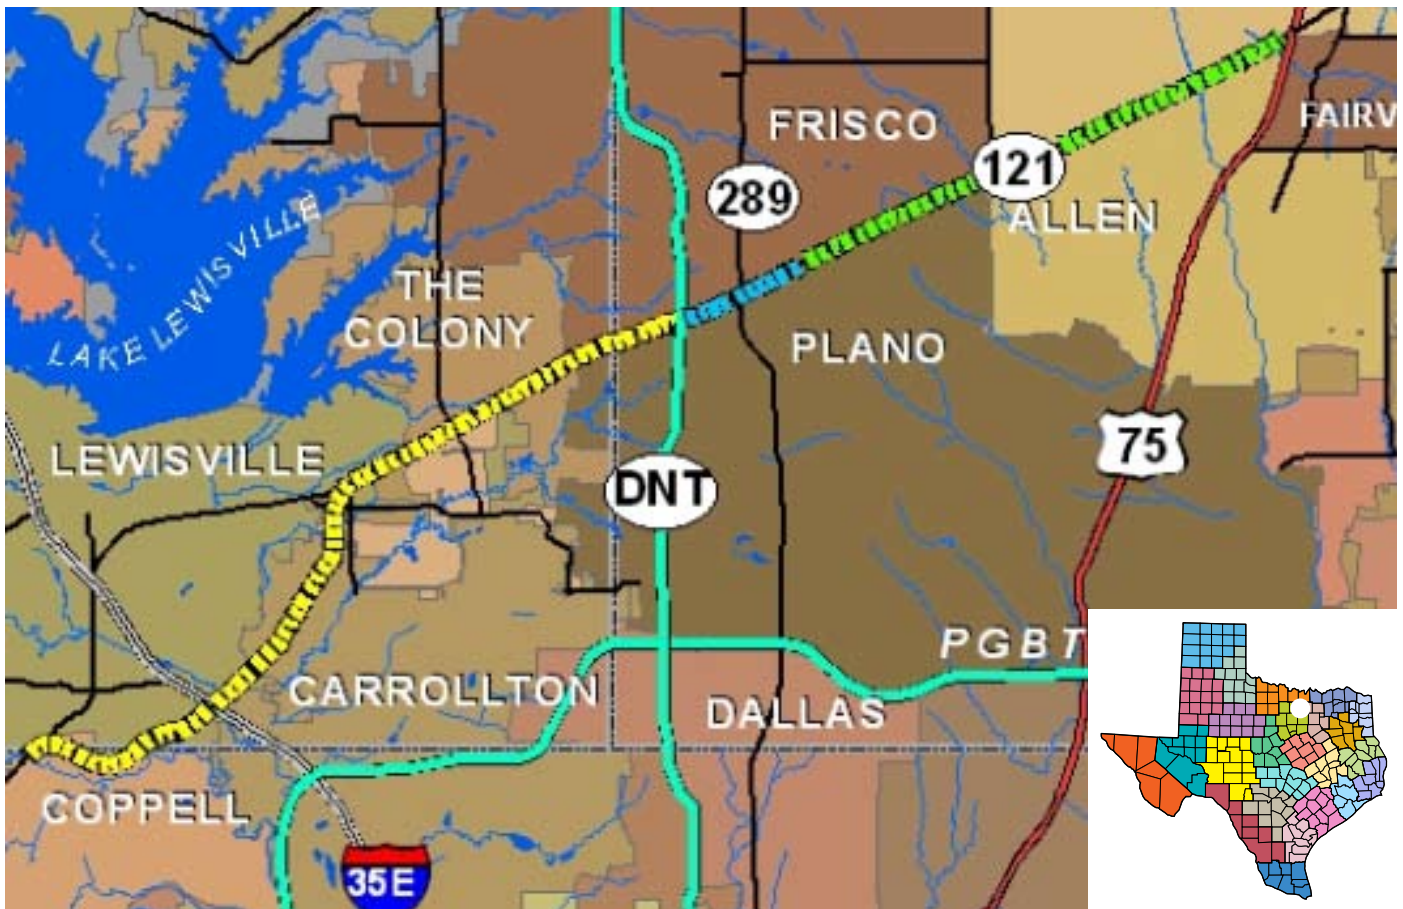 FRISCO
FAIRV
121
289
ALLEN
LAKE LEWISVILLE
THE
COLONY
PLANO
75
LEWISVILLE
DNT
PGBT
CARROLLTON
DALLAS
COPPELL
35E